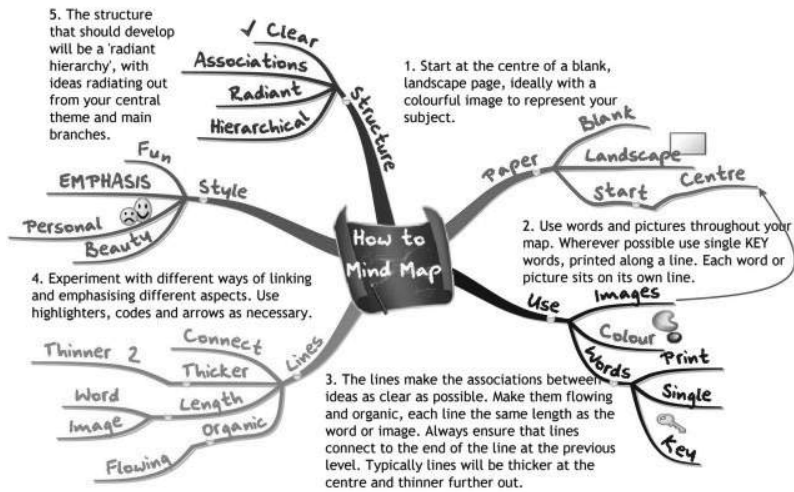 5. The structure
that should develop
will be a 'radiant
hierarchy', with
ideas radiating out
from your central
theme and main
branches.
Clear
Associations
Radiant
Hierarchical
Structure
1. Start at the centre of a blank,
landscape page, ideally with a
colourful image to represent your
subject.
Paper
Blank
Landscape
Start
Centre
Fun
EMPHASIS
Personal
Beauty
Style
How to
Mind Map
2. Use words and pictures throughout your
map. Wherever possible use single KEY
words, printed along a line. Each word or
picture sits on its own line.
Use
Images
Colour
Words
Print
Single
Key
4. Experiment with different ways of linking
and emphasising different aspects. Use
highlighters, codes and arrows as necessary.
Lines
Connect
Thinner 2
Thicker
Length
Word
Image
Organic
Flowing
3. The lines make the associations between
ideas as clear as possible. Make them flowing
and organic, each line the same length as the
word or image. Always ensure that lines
connect to the end of the line at the previous
level. Typically lines will be thicker at the
centre and thinner further out.